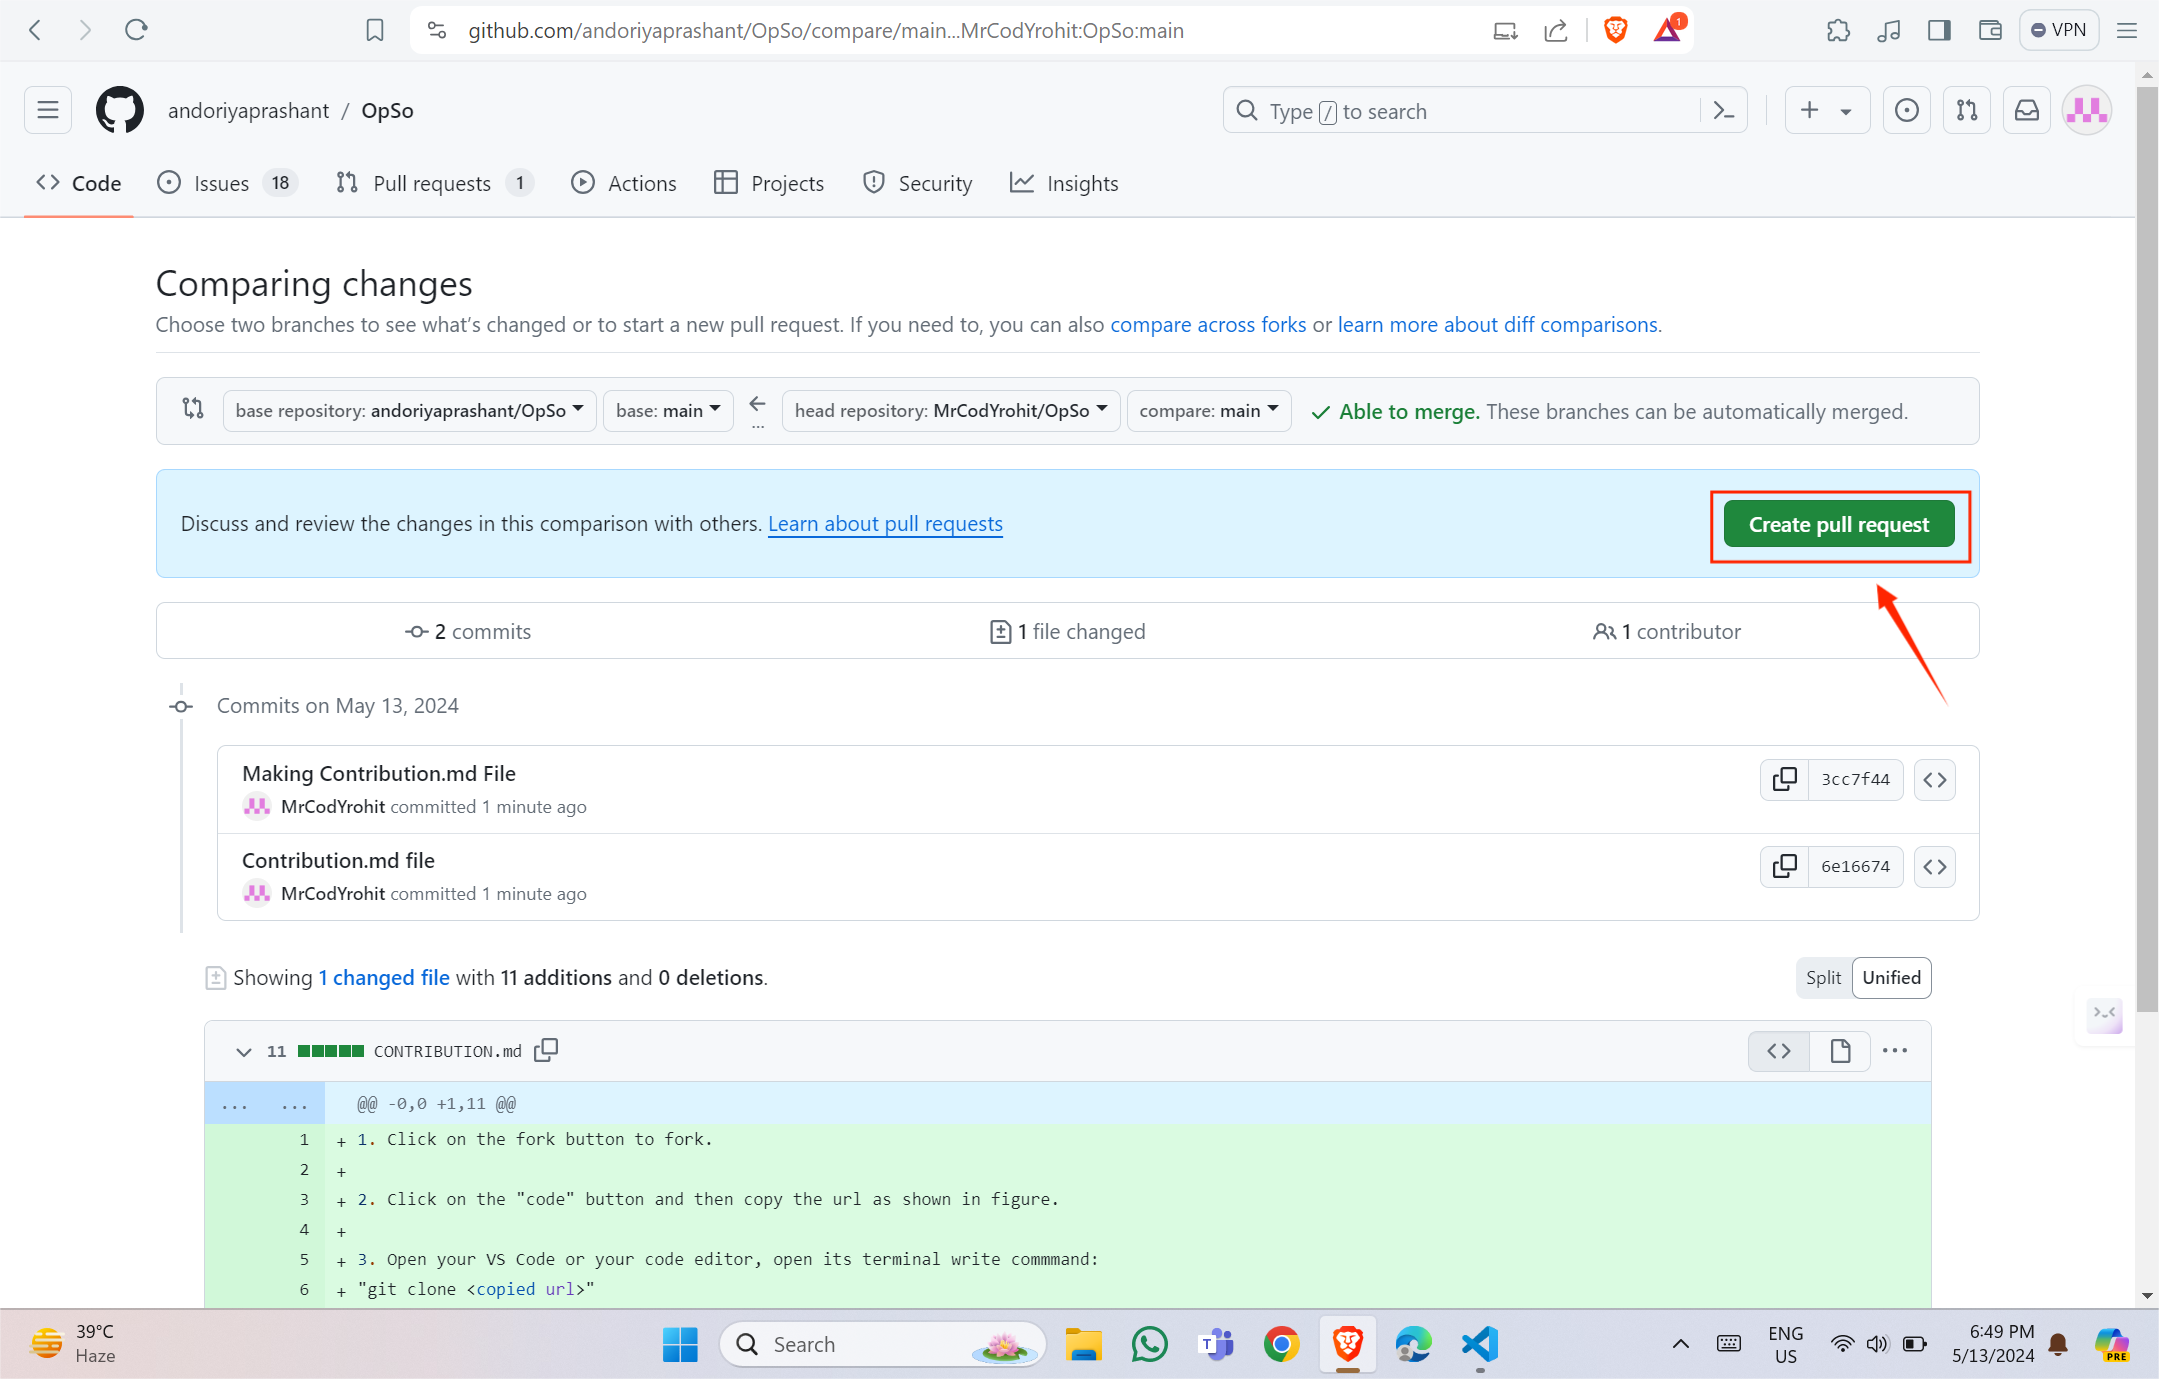 github.com/andoriyaprashant/OpSo/compare/main...MrCodYrohit:OpSo:main
1
VPN
andoriyaprashant / OpSo
Type / to search
Code
Issues 18
Pull requests 1
Actions
Projects
Security
Insights
Comparing changes
Choose two branches to see what's changed or to start a new pull request. If you need to, you can also compare across forks or learn more about diff comparisons.
base repository: andoriyaprashant/OpSo
base: main
...
head repository: MrCodYrohit/OpSo
compare: main
Able to merge. These branches can be automatically merged.
Discuss and review the changes in this comparison with others. Learn about pull requests
Create pull request
2 commits
1 file changed
1 contributor
Commits on May 13, 2024
Making Contribution.md File
3cc7f44
MrCodYrohit committed 1 minute ago
Contribution.md file
6e16674
MrCodYrohit committed 1 minute ago
Showing 1 changed file with 11 additions and 0 deletions.
Split
Unified
11 CONTRIBUTION.md
... ... @@ -0,0 +1,11 @@
1 + 1. Click on the fork button to fork.
2 +
3 + 2. Click on the "code" button and then copy the url as shown in figure.
4 +
5 + 3. Open your VS Code or your code editor, open its terminal write commmand:
6 + "git clone <copied url>"
39°C
Haze
Search
T
ENG
US
6:49 PM
5/13/2024
PRE